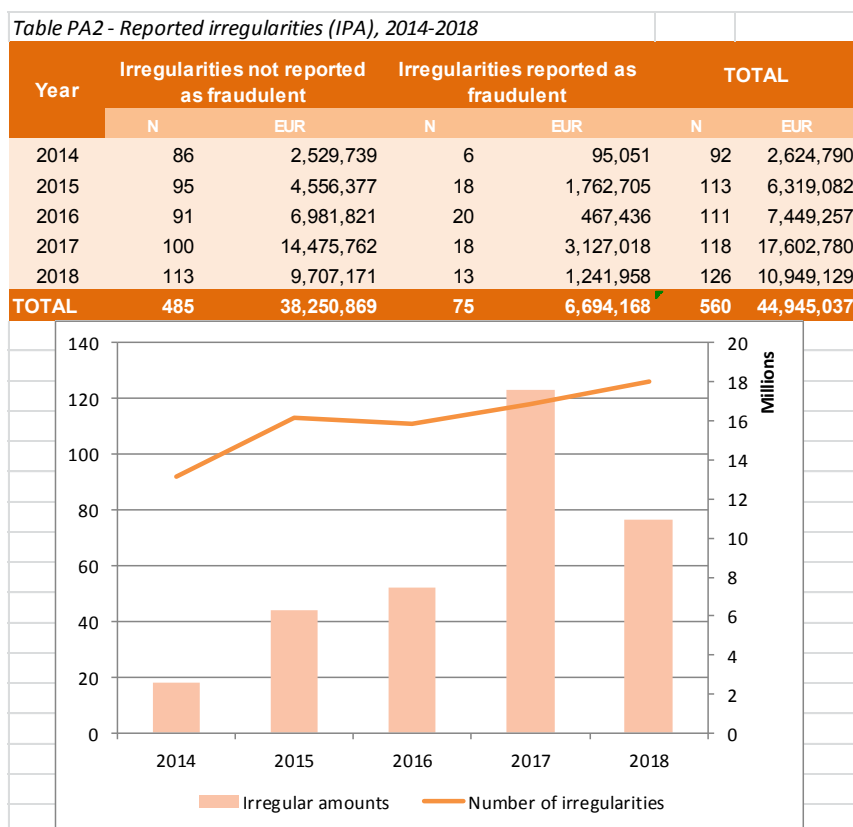 Table PA2 - Reported irregularities (IPA), 2014-2018
Year Irregularities not reported as fraudulent Irregularities reported as fraudulent TOTAL
N EUR N EUR N EUR
2014 86 2,529,739 6 95,051 92 2,624,790
2015 95 4,556,377 18 1,762,705 113 6,319,082
2016 91 6,981,821 20 467,436 111 7,449,257
2017 100 14,475,762 18 3,127,018 118 17,602,780
2018 113 9,707,171 13 1,241,958 126 10,949,129
TOTAL 485 38,250,869 75 6,694,168 560 44,945,037
140 20
18
120
16
100 14
80 12
10
60
8
40 6
4
20
2
0 0
Millions
2014 2015 2016 2017 2018
Irregular amounts Number of irregularities